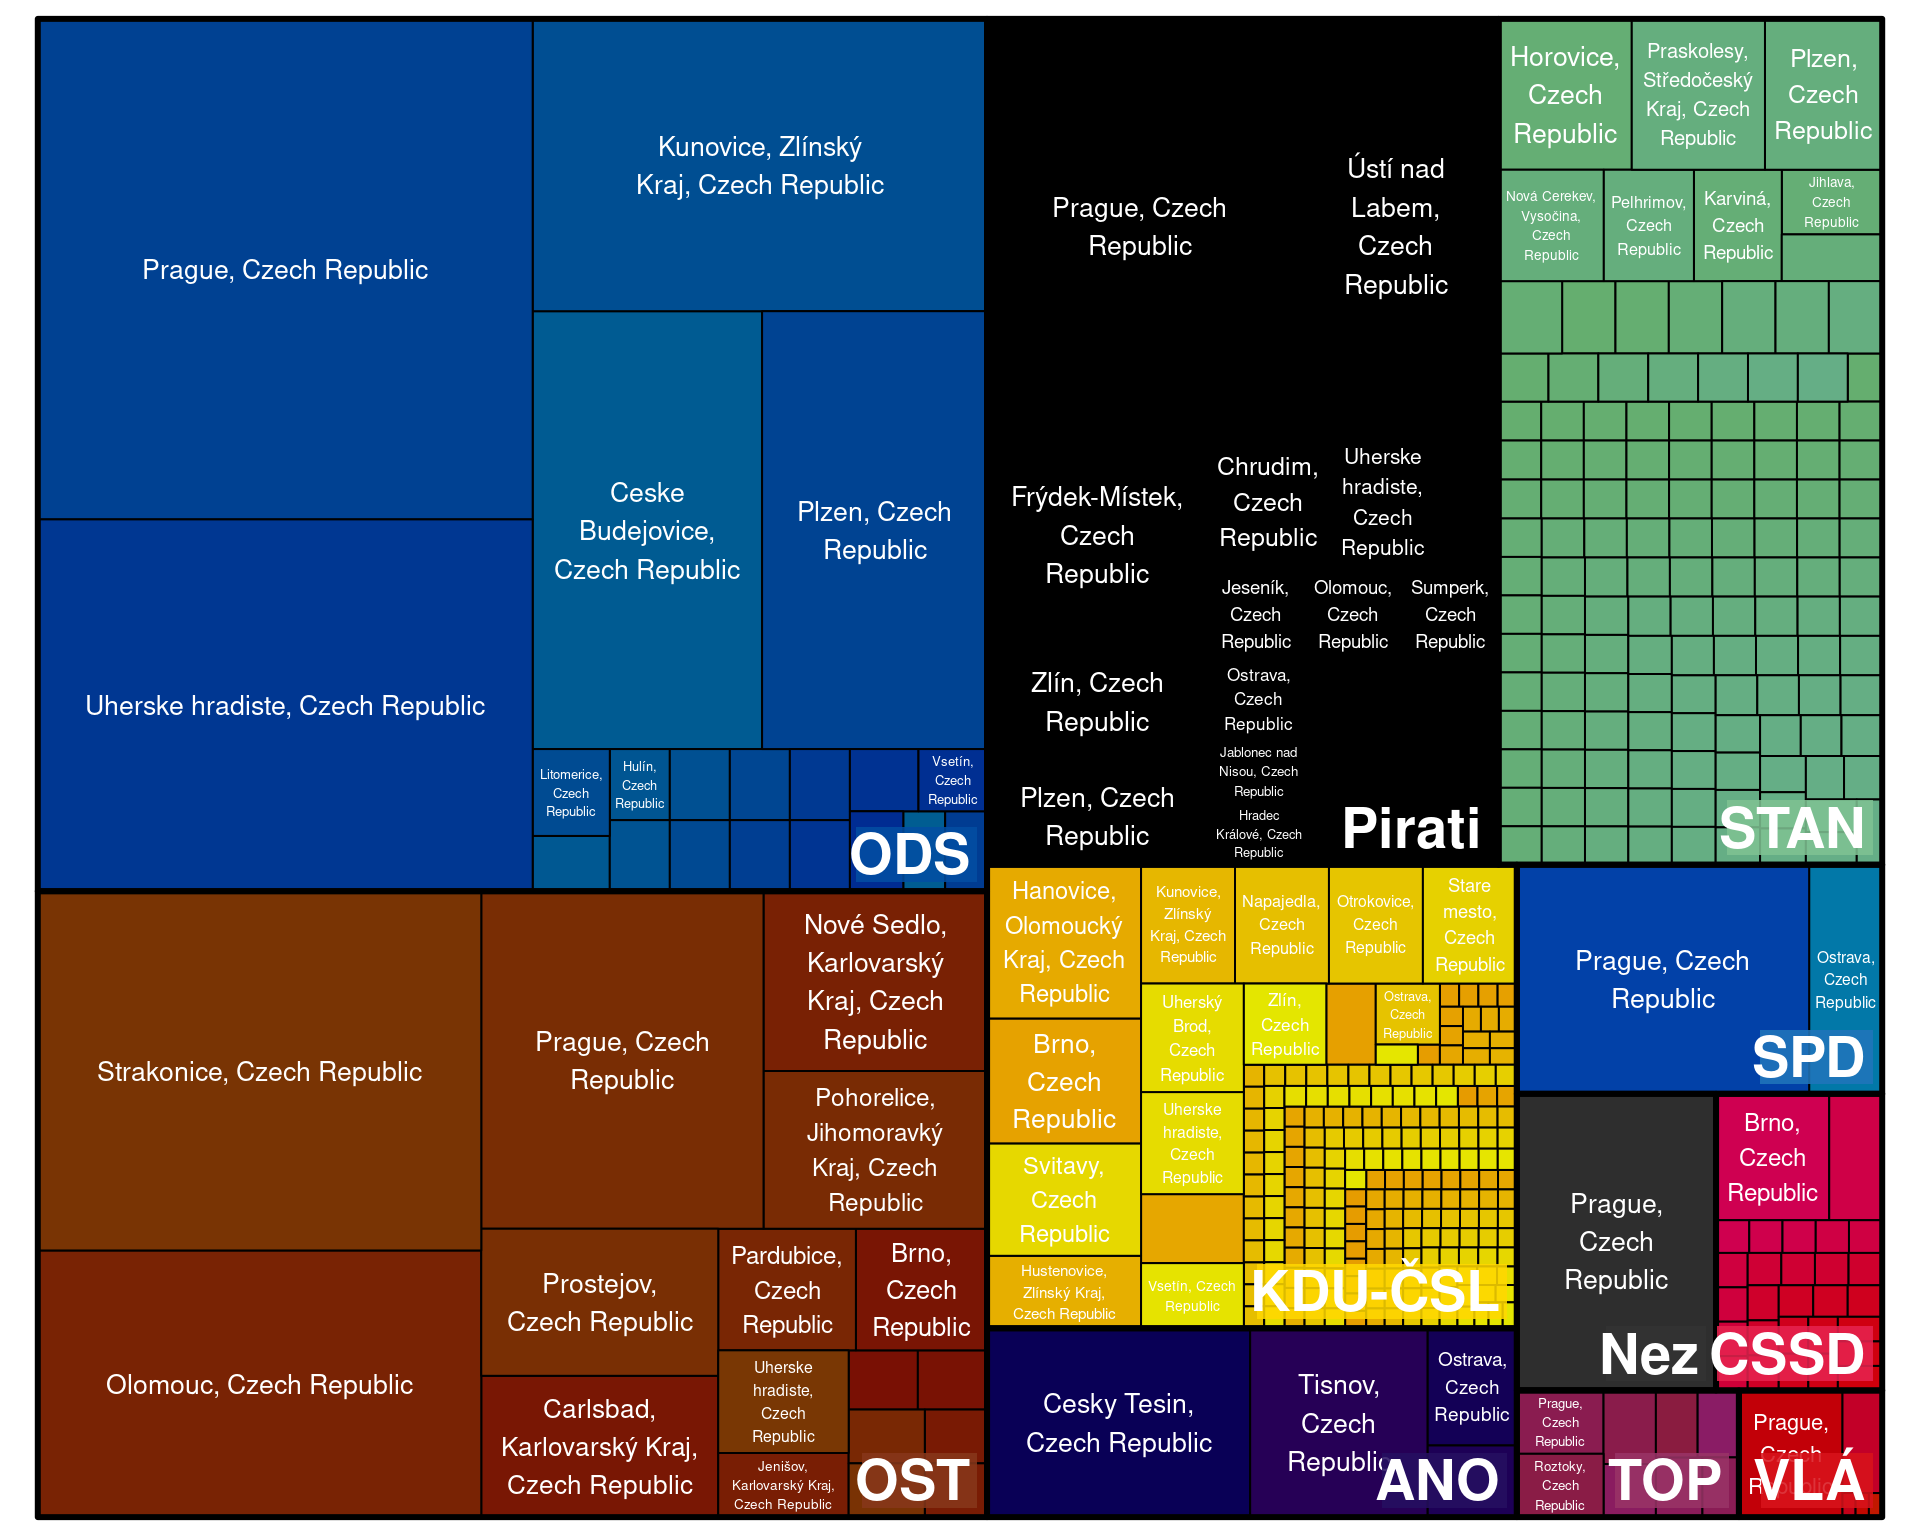 Prague, Czech Republic
Kunovice, Zlínský
Kraj, Czech Republic
Ceske
Budejovice,
Czech Republic
Plzen, Czech
Republic
Uherske hradiste, Czech Republic
Litomerice,
Czech
Republic
Hulín,
Czech
Republic
Vsetín,
Czech
Republic
ODS
Prague, Czech
Republic
Ústí nad
Labem,
Czech
Republic
Frýdek-Místek,
Czech
Republic
Chrudim,
Czech
Republic
Uherske
hradiste,
Czech
Republic
Jeseník,
Czech
Republic
Olomouc,
Czech
Republic
Sumperk,
Czech
Republic
Zlín, Czech
Republic
Ostrava,
Czech
Republic
Jablonec nad
Nisou, Czech
Republic
Plzen, Czech
Republic
Hradec
Králové, Czech
Republic
Pirati
Horovice,
Czech
Republic
Praskolesy,
Středočeský
Kraj, Czech
Republic
Plzen,
Czech
Republic
Nová Cerekev,
Vysočina,
Czech
Republic
Pelhrimov,
Czech
Republic
Karviná,
Czech
Republic
Jihlava,
Czech
Republic
STAN
Strakonice, Czech Republic
Olomouc, Czech Republic
Prague, Czech
Republic
Nové Sedlo,
Karlovarský
Kraj, Czech
Republic
Pohorelice,
Jihomoravký
Kraj, Czech
Republic
Prostejov,
Czech Republic
Pardubice,
Czech
Republic
Brno,
Czech
Republic
Carlsbad,
Karlovarský Kraj,
Czech Republic
Uherske
hradiste,
Czech
Republic
Jenišov,
Karlovarský Kraj,
Czech Republic
OST
Hanovice,
Olomoucký
Kraj, Czech
Republic
Kunovice,
Zlínský
Kraj, Czech
Republic
Napajedla,
Czech
Republic
Otrokovice,
Czech
Republic
Stare
mesto,
Czech
Republic
Brno,
Czech
Republic
Uherský
Brod,
Czech
Republic
Zlín,
Czech
Republic
Ostrava,
Czech
Republic
Svitavy,
Czech
Republic
Uherske
hradiste,
Czech
Republic
Hustenovice,
Zlínský Kraj,
Czech Republic
Vsetín, Czech
Republic
KDU-ČSL
Prague, Czech
Republic
Ostrava,
Czech
Republic
SPD
Prague,
Czech
Republic
Nez
Brno,
Czech
Republic
CSSD
Cesky Tesin,
Czech Republic
Tisnov,
Czech
Republic
Ostrava,
Czech
Republic
ANO
Prague,
Czech
Republic
Roztoky,
Czech
Republic
TOP
Prague,
Czech
Republic
VLÁ